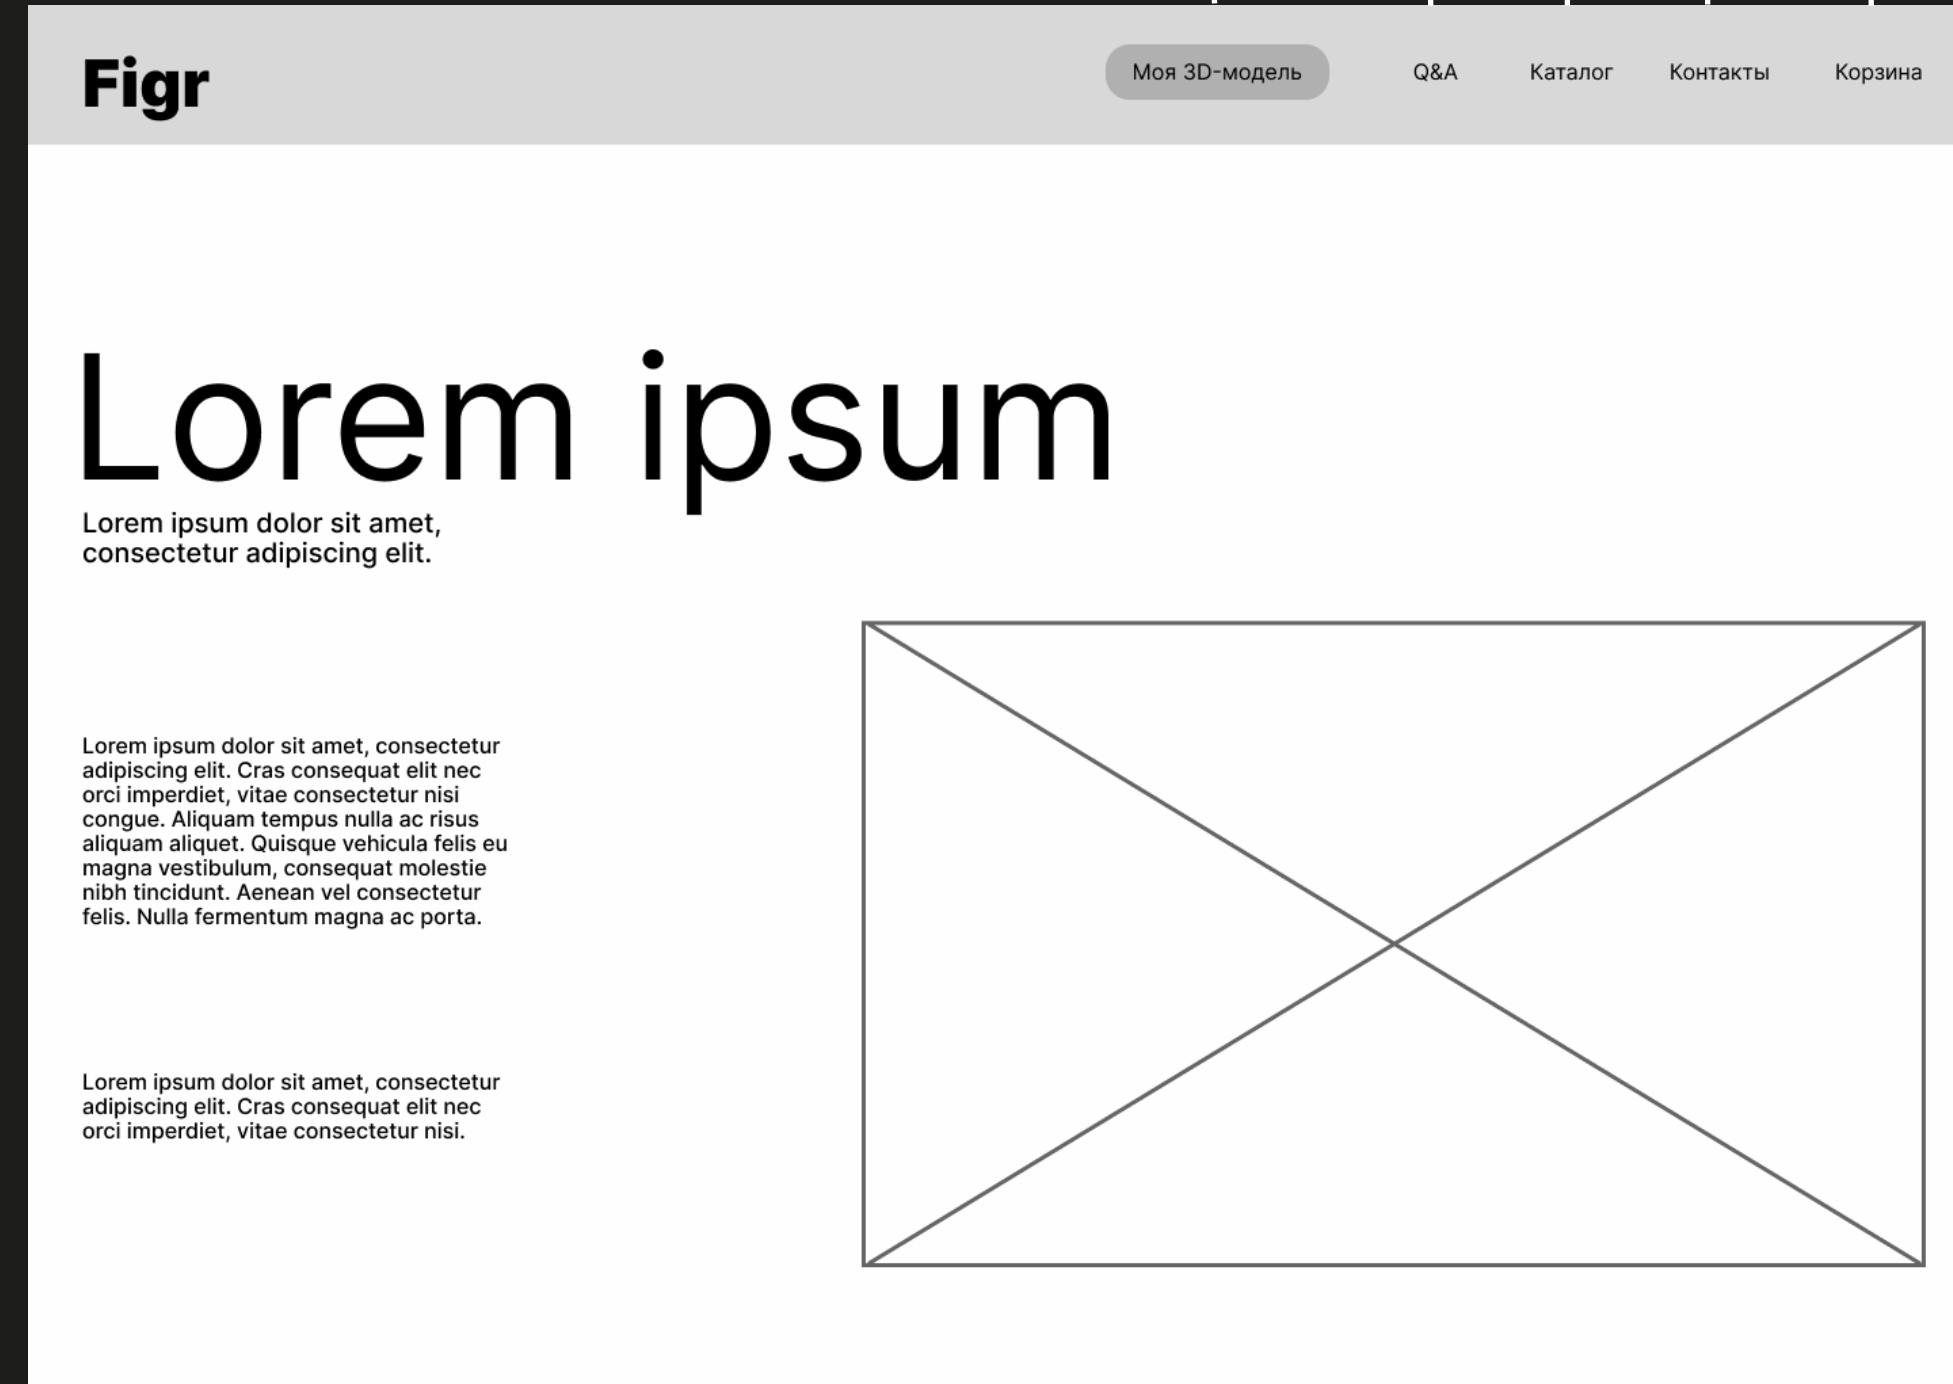 Figr
Моя 3D-модель
Q&A
Каталог
Контакты
Корзина
Lorem ipsum
Lorem ipsum dolor sit amet,
consectetur adipiscing elit.
Lorem ipsum dolor sit amet, consectetur
adipiscing elit. Cras consequat elit nec
orci imperdiet, vitae consectetur nisi
congue. Aliquam tempus nulla ac risus
aliquam aliquet. Quisque vehicula felis eu
magna vestibulum, consequat molestie
nibh tincidunt. Aenean vel consectetur
felis. Nulla fermentum magna ac porta.
Lorem ipsum dolor sit amet, consectetur
adipiscing elit. Cras consequat elit nec
orci imperdiet, vitae consectetur nisi.